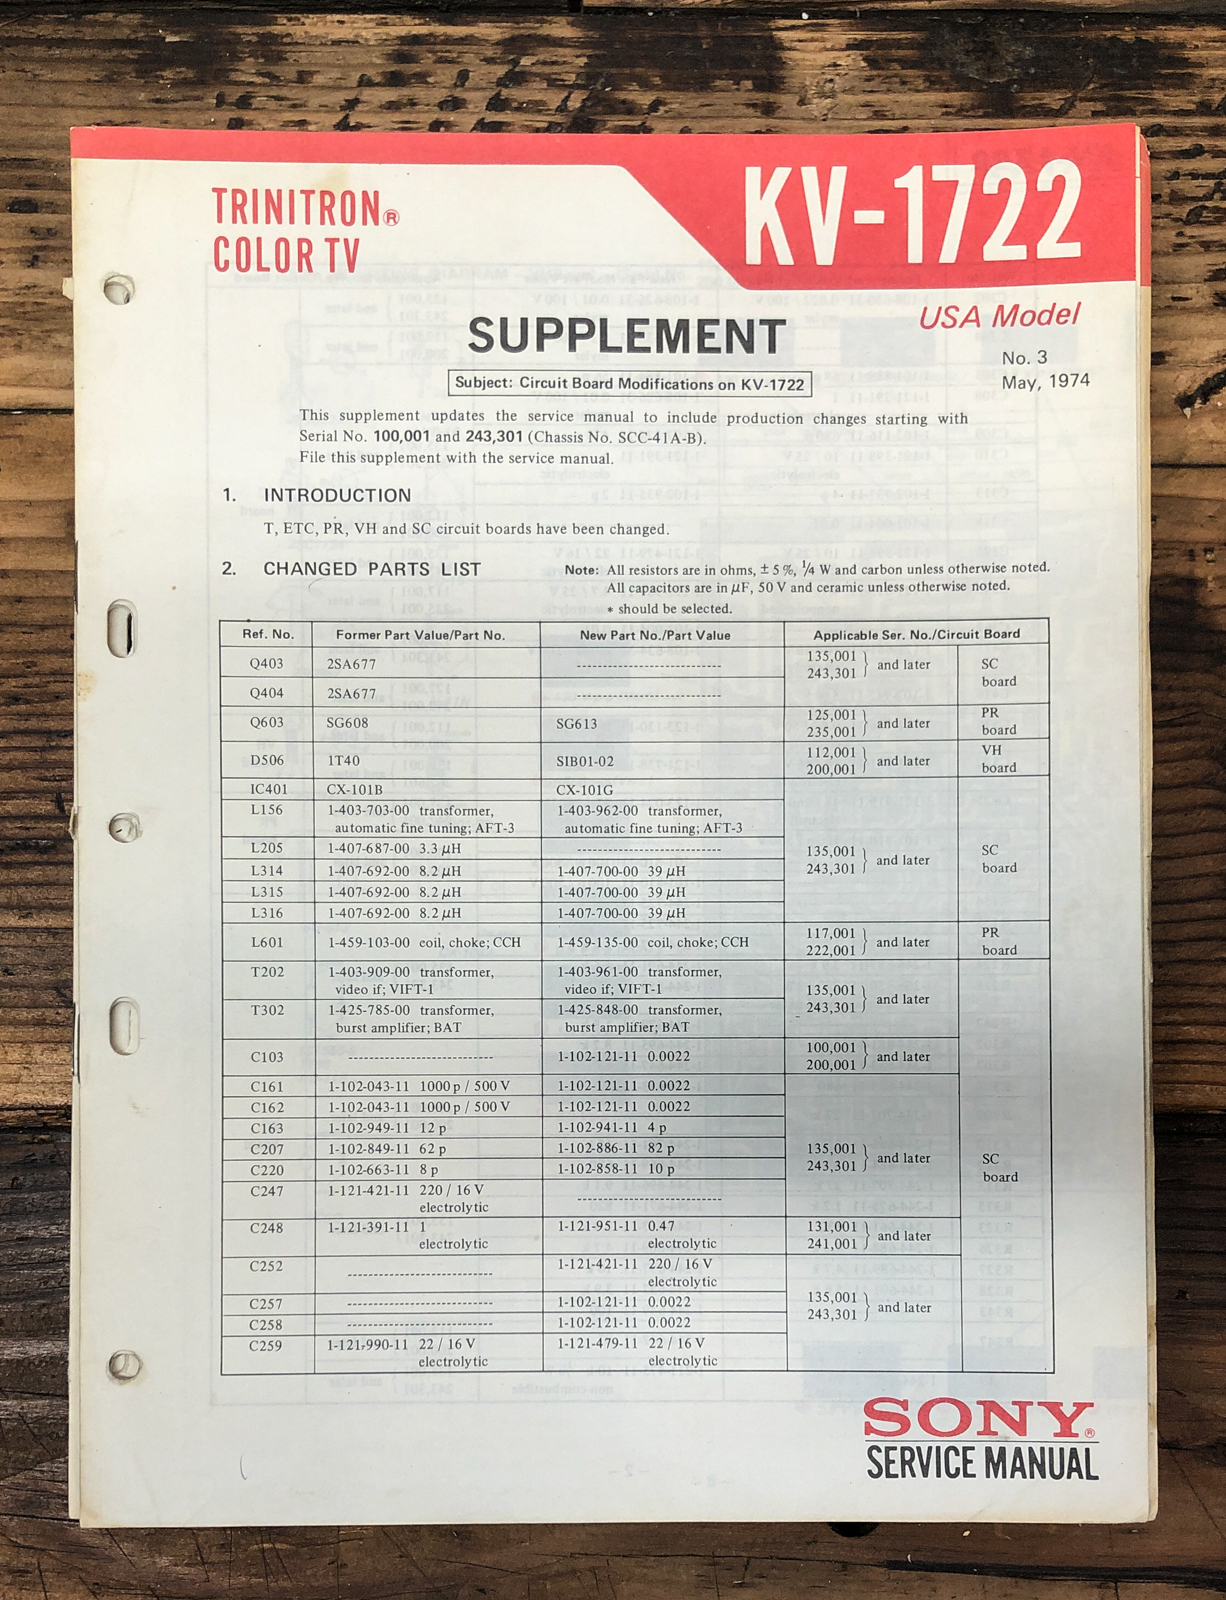 TRINITRON®
COLOR TV
KV-1722
USA Model
SUPPLEMENT
No. 3
May, 1974
Subject: Circuit Board Modifications on KV-1722
This supplement updates the service manual to include production changes starting with
Serial No. 100,001 and 243,301 (Chassis No. SCC-41A-B).
File this supplement with the service manual.
1. INTRODUCTION
T, ETC, PR, VH and SC circuit boards have been changed.
2. CHANGED PARTS LIST
Note: All resistors are in ohms, ± 5 %, ¼ W and carbon unless otherwise noted.
All capacitors are in μF, 50 V and ceramic unless otherwise noted.
* should be selected.
Ref. No. Former Part Value/Part No. New Part No./Part Value Applicable Ser. No./Circuit Board
Q403 2SA677 ------------------------- 135,001 243,301 } and later SC board
Q404 2SA677 -------------------------
Q603 SG608 SG613 125,001 235,001 } and later PR board
D506 1T40 SIB01-02 112,001 200,001 } and later VH board
IC401 CX-101B CX-101G
L156 1-403-703-00 transformer, 1-403-962-00 transformer,
automatic fine tuning; AFT-3 automatic fine tuning; AFT-3
L205 1-407-687-00 3.3 μH ------------------------- 135,001 243,301 } and later SC board
L314 1-407-692-00 8.2 μH 1-407-700-00 39 μH
L315 1-407-692-00 8.2 μH 1-407-700-00 39 μH
L316 1-407-692-00 8.2 μH 1-407-700-00 39 μH
L601 1-459-103-00 coil, choke; CCH 1-459-135-00 coil, choke; CCH 117,001 222,001 } and later PR board
T202 1-403-909-00 transformer, 1-403-961-00 transformer,
video if; VIFT-1 video if; VIFT-1 135,001 243,301 } and later
T302 1-425-785-00 transformer, 1-425-848-00 transformer,
burst amplifier; BAT burst amplifier; BAT
C103 ------------------------- 1-102-121-11 0.0022 100,001 200,001 } and later
C161 1-102-043-11 1000 p / 500 V 1-102-121-11 0.0022
C162 1-102-043-11 1000 p / 500 V 1-102-121-11 0.0022
C163 1-102-949-11 12 p 1-102-941-11 4 p
C207 1-102-849-11 62 p 1-102-886-11 82 p 135,001 243,301 } and later SC board
C220 1-102-663-11 8 p 1-102-858-11 10 p
C247 1-121-421-11 220 / 16 V -------------------------
electrolytic
C248 1-121-391-11 1 1-121-951-11 0.47 131,001 241,001 } and later
electrolytic electrolytic
C252 ------------------------- 1-121-421-11 220 / 16 V
electrolytic
C257 ------------------------- 1-102-121-11 0.0022 135,001 243,301 } and later
C258 ------------------------- 1-102-121-11 0.0022
C259 1-121-990-11 22 / 16 V 1-121-479-11 22 / 16 V
electrolytic electrolytic
SONY®
SERVICE MANUAL